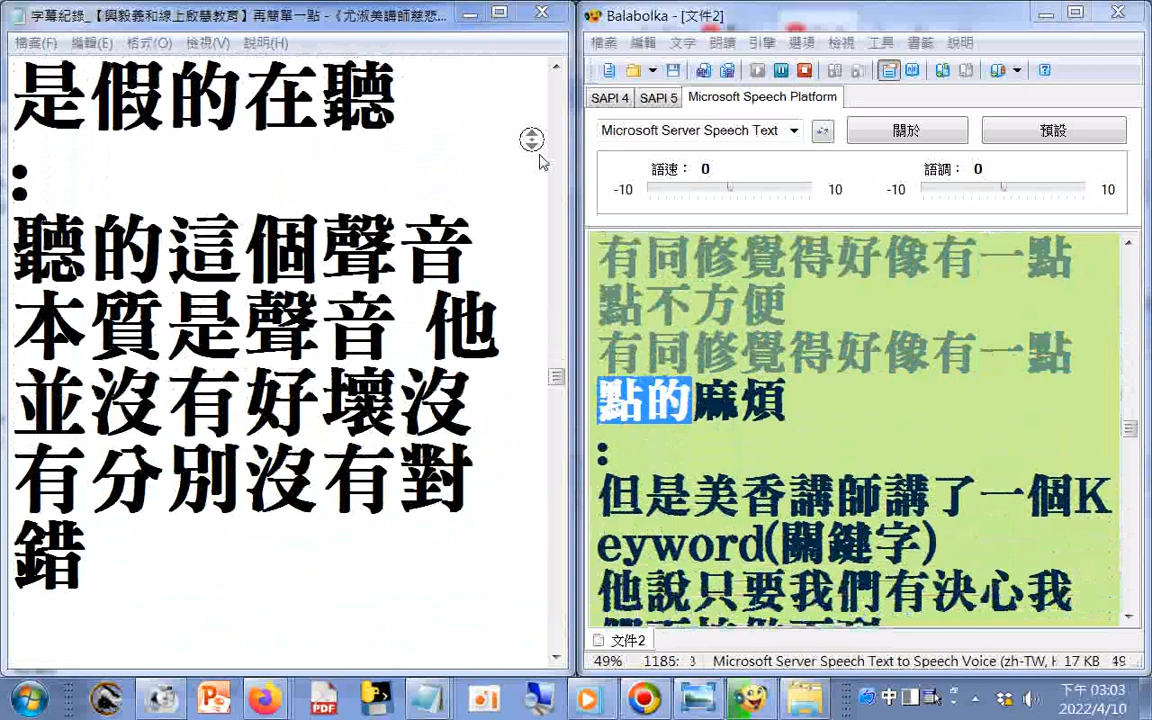 字幕紀錄_【興毅義和線上啟慧教育】再簡單一點 -《尤淑美講師慈悲...
檔案(F) 編輯(E) 格式(O) 檢視(V) 說明(H)
是假的在聽
:
聽的這個聲音
本質是聲音 他
並沒有好壞沒
有分別沒有對
錯
Balabolka - [文件2]
檔案 編輯 文字 朗讀 引擎 選項 檢視 工具 書籤 說明
SAPI 4 SAPI 5 Microsoft Speech Platform
Microsoft Server Speech Text 關於 預設
語速： 0 語調： 0
-10 10 -10 10
有同修覺得好像有一點
點不方便
有同修覺得好像有一點
點的麻煩
:
但是美香講師講了一個K
eyword(關鍵字)
他說只要我們有決心我
文件2
49% 1185: 3 Microsoft Server Speech Text to Speech Voice (zh-TW, H 17 KB 49
PDF 中 下午 03:03
2022/4/10